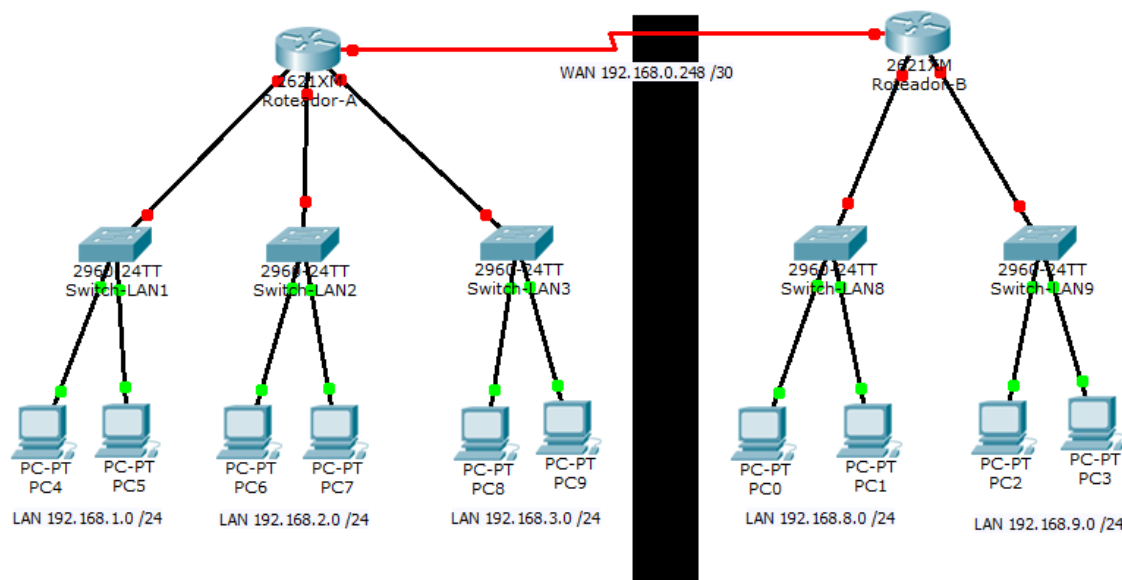 2621XM
Roteador-A
WAN 192.168.0.248 /30
2621XM
Roteador-B
2960-24TT
Switch-LAN1
2960-24TT
Switch-LAN2
2960-24TT
Switch-LAN3
2960-24TT
Switch-LAN8
2960-24TT
Switch-LAN9
PC-PT
PC4
PC-PT
PC5
PC-PT
PC6
PC-PT
PC7
PC-PT
PC8
PC-PT
PC9
PC-PT
PC0
PC-PT
PC1
PC-PT
PC2
PC-PT
PC3
LAN 192.168.1.0 /24
LAN 192.168.2.0 /24
LAN 192.168.3.0 /24
LAN 192.168.8.0 /24
LAN 192.168.9.0 /24